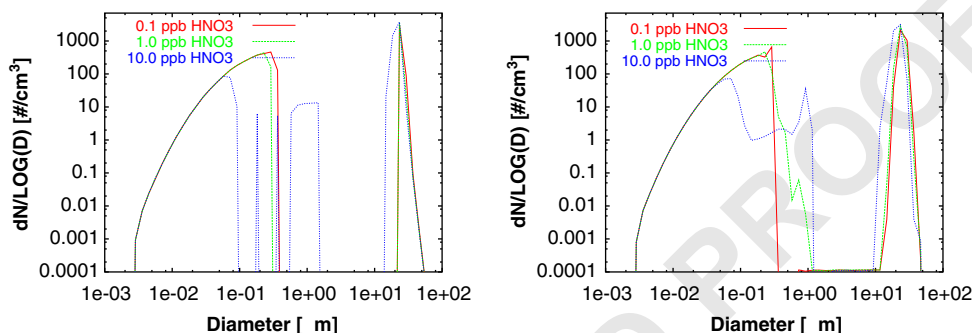 0.1 ppb HNO3
1.0 ppb HNO3
10.0 ppb HNO3
1000
100
10
1
0.1
0.01
0.001
0.0001
dN/LOG(D) [#/cm3]
1e-03 1e-02 1e-01 1e+00 1e+01 1e+02
Diameter [_m]
0.1 ppb HNO3
1.0 ppb HNO3
10.0 ppb HNO3
1000
100
10
1
0.1
0.01
0.001
0.0001
dN/LOG(D) [#/cm3]
1e-03 1e-02 1e-01 1e+00 1e+01 1e+02
Diameter [_m]
PROOF